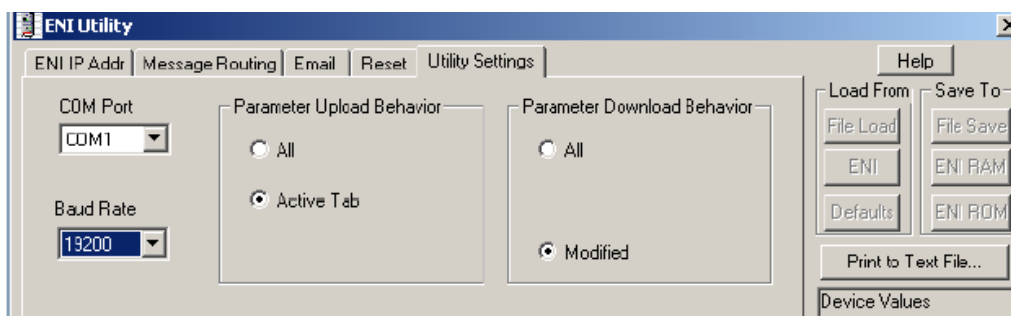 ENI Utility
ENI IP Addr Message Routing Email Reset Utility Settings
Help
COM Port
COM1
Baud Rate
19200
Parameter Upload Behavior
All
Active Tab
Parameter Download Behavior
All
Modified
Load From
File Load
ENI
Defaults
Save To
File Save
ENI RAM
ENI ROM
Print to Text File...
Device Values